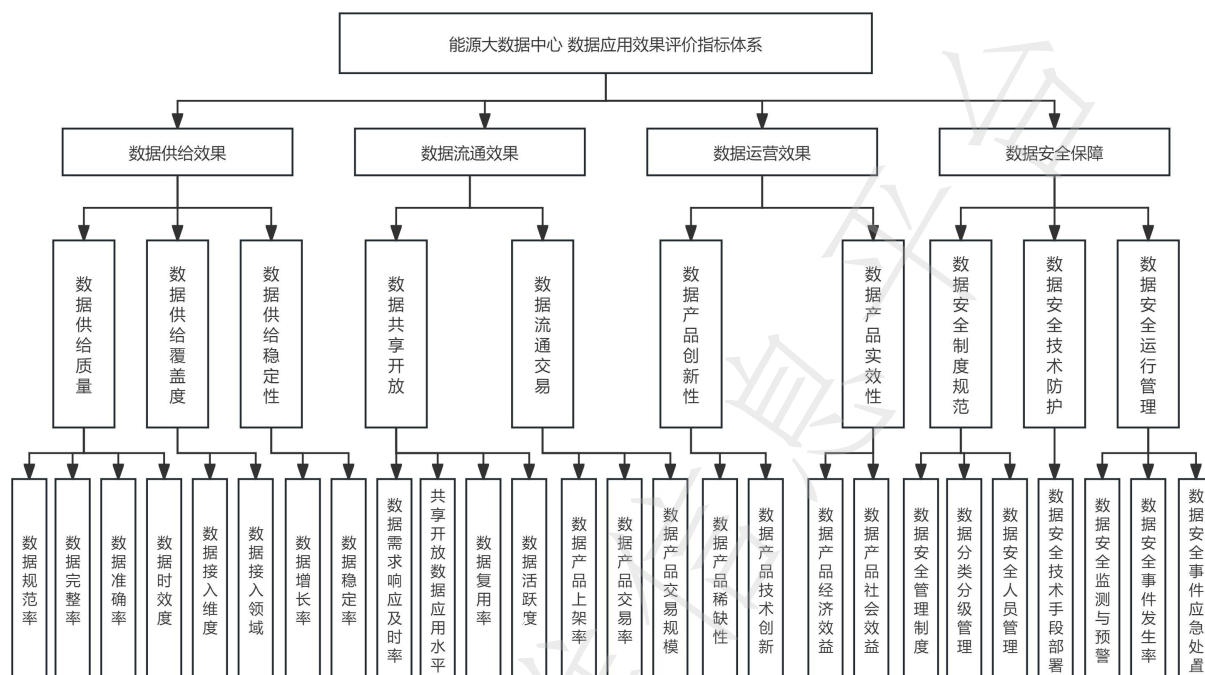 能源大数据中心 数据应用效果评价指标体系
数据供给效果
数据流通效果
数据运营效果
数据安全保障
数据供给质量
数据供给覆盖度
数据供给稳定性
数据共享开放
数据流通交易
数据产品创新性
数据产品实效性
数据安全制度规范
数据安全技术防护
数据安全运行管理
数据规范率
数据完整率
数据准确率
数据时效度
数据接入维度
数据接入领域
数据增长率
数据稳定率
数据需求响应及时率
共享开放数据应用水平
数据复用率
数据活跃度
数据产品上架率
数据产品交易率
数据产品交易规模
数据产品稀缺性
数据产品技术创新
数据产品经济效益
数据产品社会效益
数据安全管理制度
数据分类分级管理
数据安全人员管理
数据安全技术手段部署
数据安全监测与预警
数据安全事件发生率
数据安全事件应急处置
信息平台